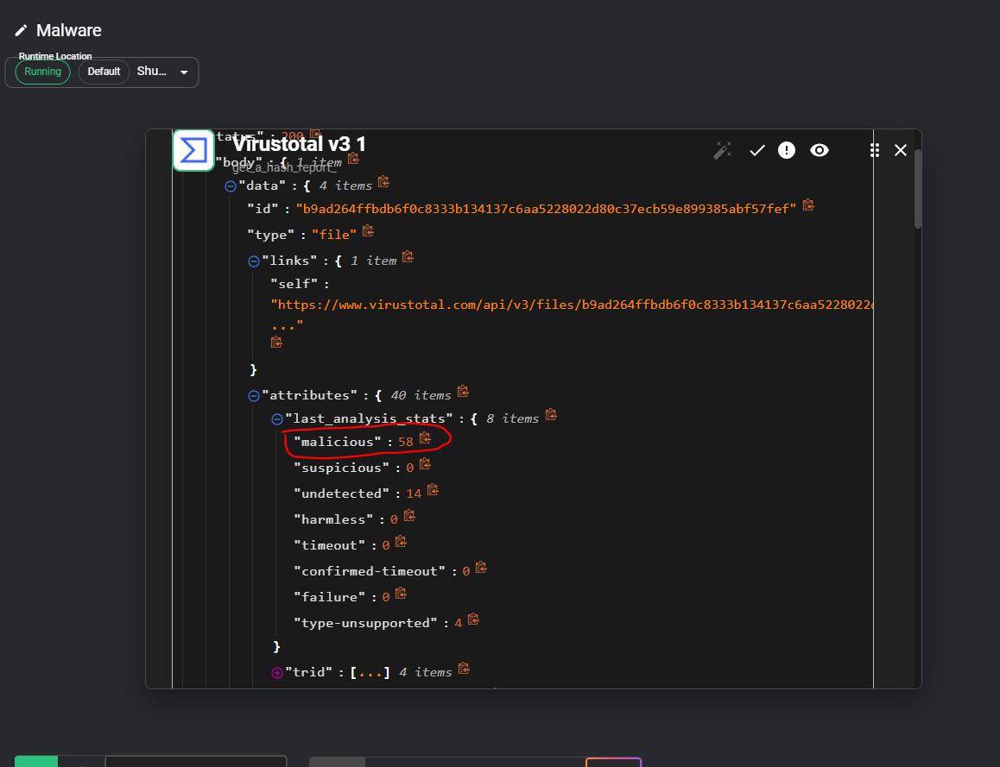 Malware
Runtime Location
Running Default Shu...
tatus" : 200
Virustotal v3 1
"body" : { 1 item
get_a_hash_report_
"data" : { 4 items
"id" : "b9ad264ffbdb6f0c8333b134137c6aa5228022d80c37ecb59e899385abf57fef"
"type" : "file"
"links" : { 1 item
"self" :
"https://www.virustotal.com/api/v3/files/b9ad264ffbdb6f0c8333b134137c6aa5228022
..."
}
"attributes" : { 40 items
"last_analysis_stats" : { 8 items
"malicious" : 58
"suspicious" : 0
"undetected" : 14
"harmless" : 0
"timeout" : 0
"confirmed-timeout" : 0
"failure" : 0
"type-unsupported" : 4
}
"trid" : [...] 4 items